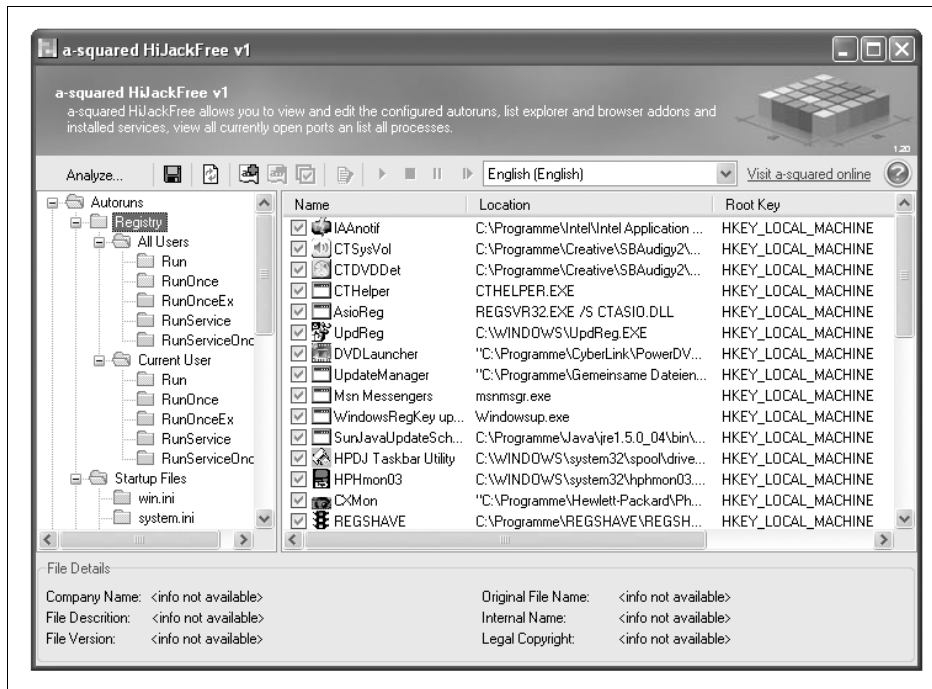 a-squared HiJackFree v1
a-squared HiJackFree v1
a-squared HiJackFree allows you to view and edit the configured autoruns, list explorer and browser addons and
installed services, view all currently open ports an list all processes.
1.20
Analyze... English (English) Visit a-squared online ?
Autoruns
Registry
All Users
Run
RunOnce
RunOnceEx
RunService
RunServiceOnc
Current User
Run
RunOnce
RunOnceEx
RunService
RunServiceOnc
Startup Files
win.ini
system.ini
Name Location Root Key
IAAnotif C:\Programme\Intel\Intel Application ... HKEY_LOCAL_MACHINE
CTSysVol C:\Programme\Creative\SBAudigy2\... HKEY_LOCAL_MACHINE
CTDVDDet C:\Programme\Creative\SBAudigy2\... HKEY_LOCAL_MACHINE
CTHelper CTHELPER.EXE HKEY_LOCAL_MACHINE
AsioReg REGSVR32.EXE /S CTASIO.DLL HKEY_LOCAL_MACHINE
UpdReg C:\WINDOWS\UpdReg.EXE HKEY_LOCAL_MACHINE
DVDLauncher "C:\Programme\CyberLink\PowerDV... HKEY_LOCAL_MACHINE
UpdateManager "C:\Programme\Gemeinsame Dateien... HKEY_LOCAL_MACHINE
Msn Messengers msnmsgr.exe HKEY_LOCAL_MACHINE
WindowsRegKey up... Windowsup.exe HKEY_LOCAL_MACHINE
SunJavaUpdateSch... C:\Programme\Java\jre1.5.0_04\bin\... HKEY_LOCAL_MACHINE
HPDJ Taskbar Utility C:\WINDOWS\system32\spool\drive... HKEY_LOCAL_MACHINE
HPHmon03 C:\WINDOWS\system32\hphmon03.... HKEY_LOCAL_MACHINE
CXMon "C:\Programme\Hewlett-Packard\Ph... HKEY_LOCAL_MACHINE
REGSHAVE C:\Programme\REGSHAVE\REGSH... HKEY_LOCAL_MACHINE
File Details
Company Name: <info not available> Original File Name: <info not available>
File Descrition: <info not available> Internal Name: <info not available>
File Version: <info not available> Legal Copyright: <info not available>